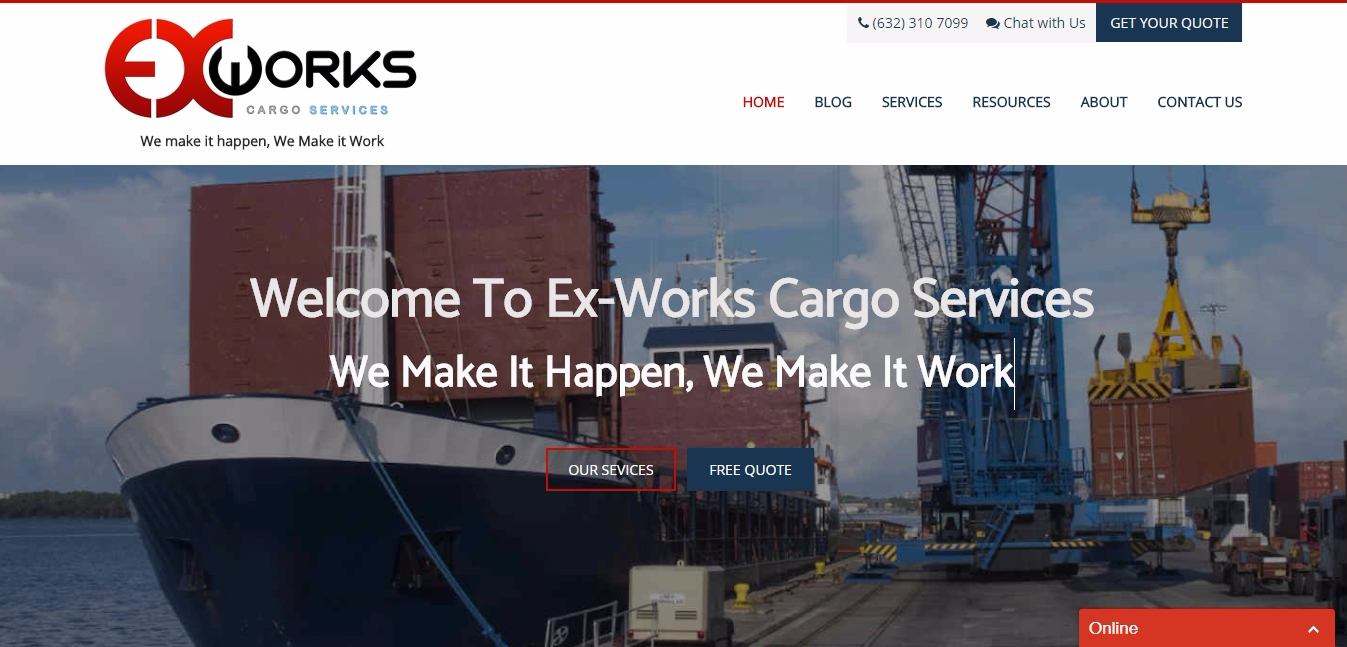 (632) 310 7099 Chat with Us GET YOUR QUOTE
EXWORKS
CARGO SERVICES
We make it happen, We Make it Work
HOME BLOG SERVICES RESOURCES ABOUT CONTACT US
Welcome To Ex-Works Cargo Services
We Make It Happen, We Make It Work
OUR SEVICES FREE QUOTE
Online